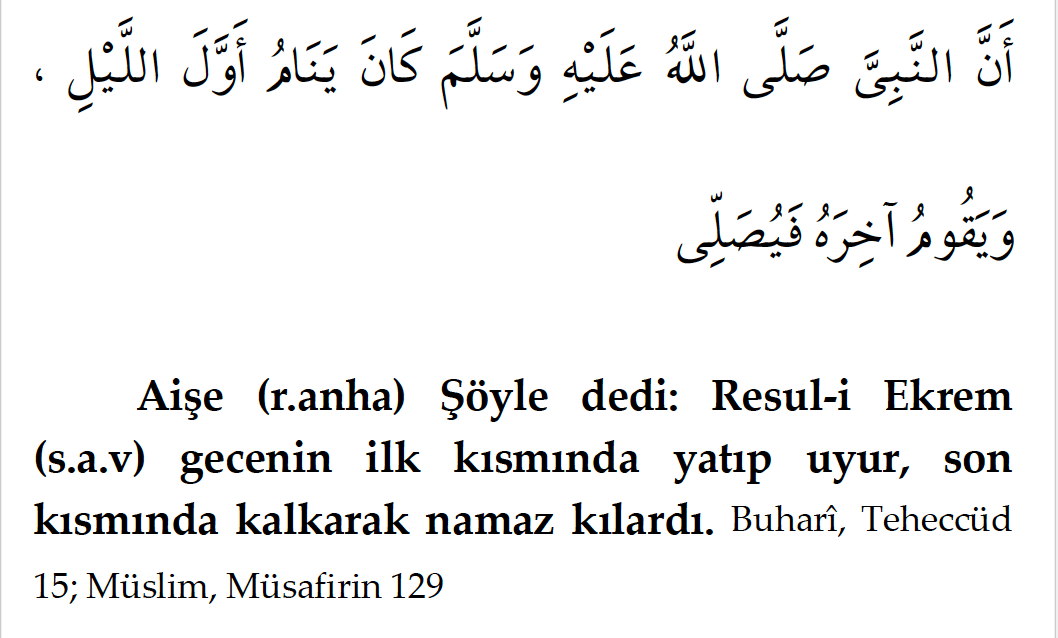 أَنَّ النَّبِىَّ صَلَّى اللَّهُ عَلَيْهِ وَسَلَّمَ كَانَ يَنَامُ أَوَّلَ اللَّيْلِ ،
وَيَقُومُ آخِرَهُ فَيُصَلِّى
Aişe (r.anha) Şöyle dedi: Resul-i Ekrem
(s.a.v) gecenin ilk kısmında yatıp uyur, son
kısmında kalkarak namaz kılardı. Buharî, Teheccüd
15; Müslim, Müsafirin 129